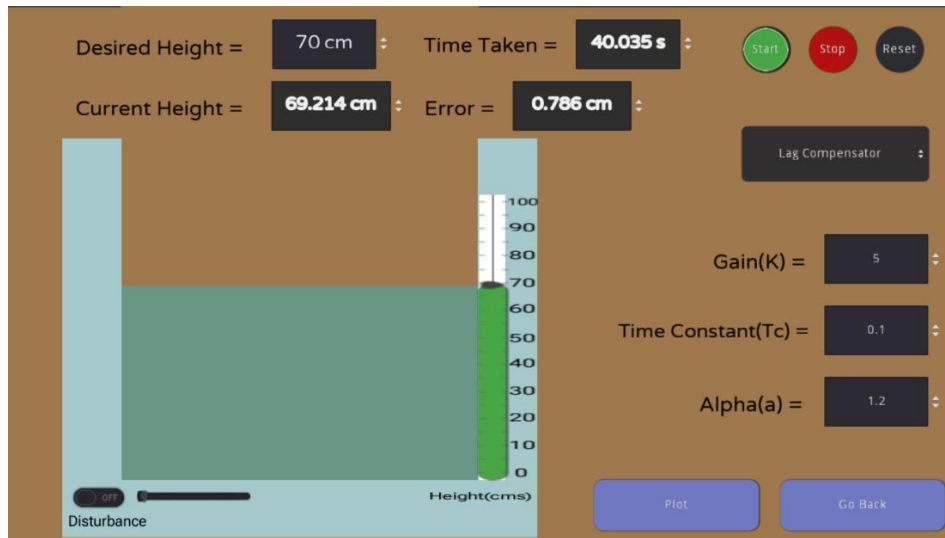 Desired Height = 70 cm Time Taken = 40.035 s Start Stop Reset
Current Height = 69.214 cm Error = 0.786 cm
Lag Compensator
100
90
80
70
60
50
40
30
20
10
0
Height(cms)
Gain(K) = 5
Time Constant(Tc) = 0.1
Alpha(a) = 1.2
OFF
Disturbance
Plot Go Back